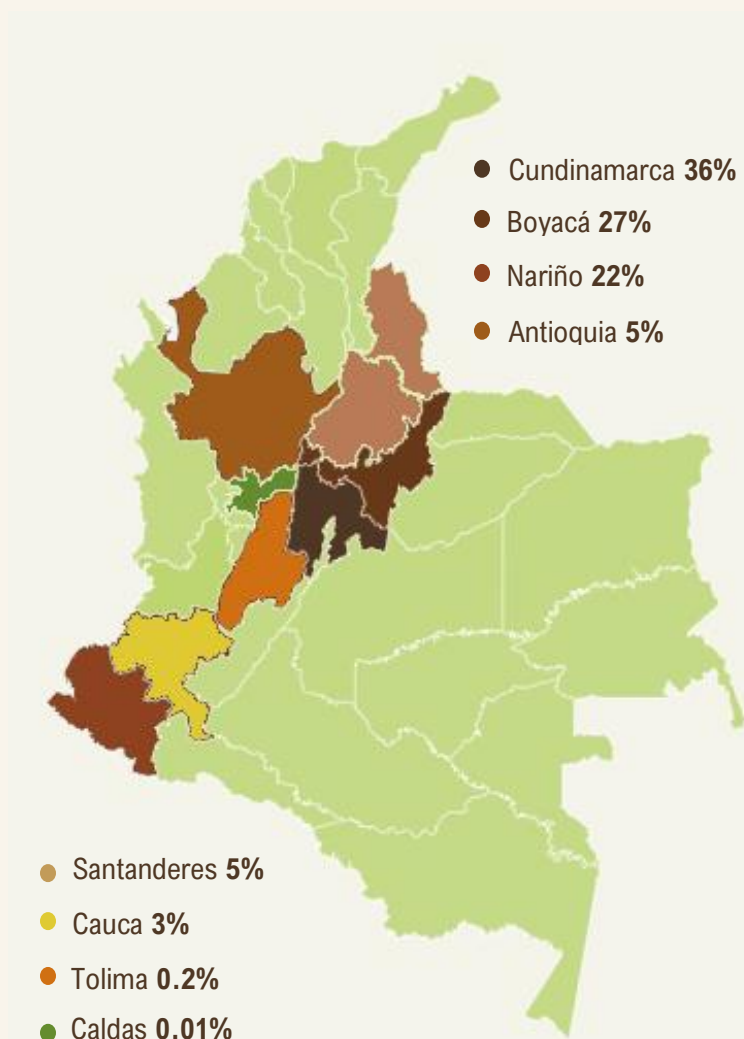 Cundinamarca 36%
Boyacá 27%
Nariño 22%
Antioquia 5%
Santanderes 5%
Cauca 3%
Tolima 0.2%
Caldas 0.01%